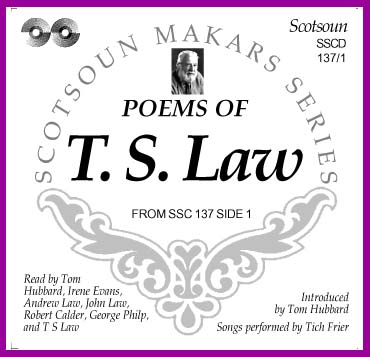 SCOTSOUN MAKARS SERIES
Scotsoun
SSCD
137/1
POEMS OF
T. S. Law
FROM SSC 137 SIDE 1
Read by Tom
Hubbard, Irene Evans,
Andrew Law, John Law,
Robert Calder, George Philp,
and T S Law
Introduced
by Tom Hubbard
Songs performed by Tich Frier